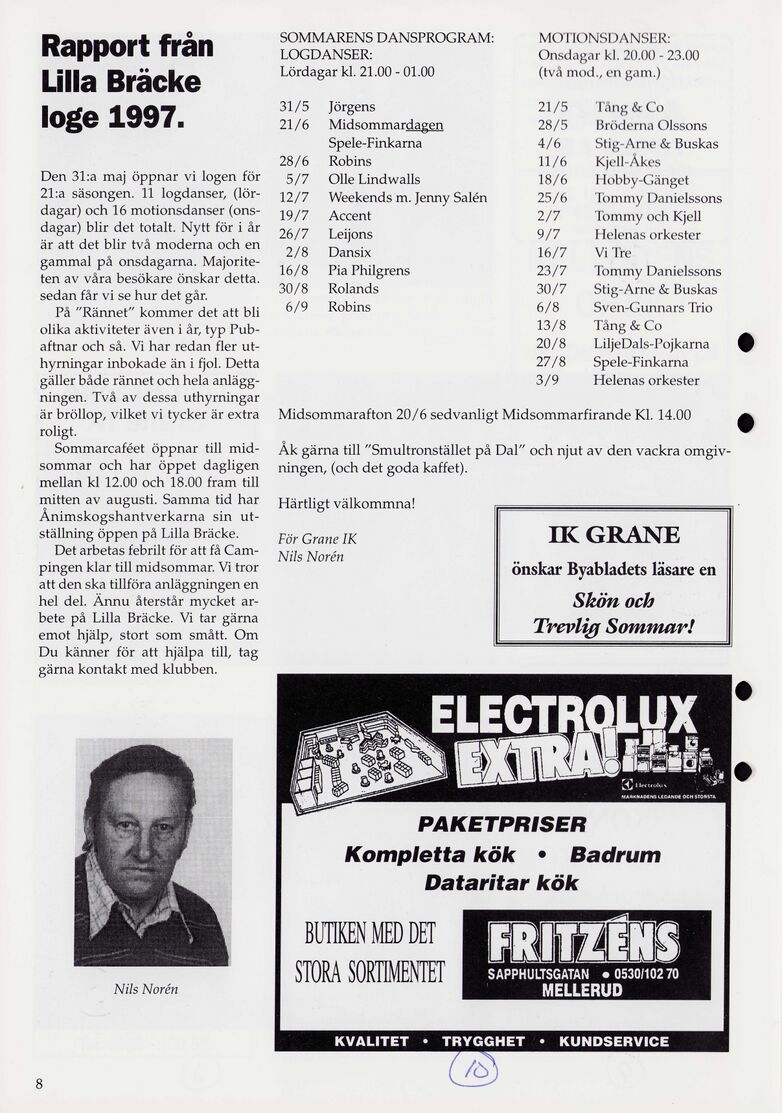 Rapport från
Lilla Bräcke
loge 1997.
Den 31:a maj öppnar vi logen för
21:a säsongen. 11 logdanser, (lör-
dagar) och 16 motionsdanser (ons-
dagar) blir det totalt. Nytt för i år
är att det blir två moderna och en
gammal på onsdagarna. Majorite-
ten av våra besökare önskar detta.
sedan får vi se hur det går.
På ”Rännet” kommer det att bli
olika aktiviteter även i år, typ Pub-
aftnar och så. Vi har redan fler ut-
hyrningar inbokade än i fjol. Detta
gäller både rännet och hela anlägg-
ningen. Två av dessa uthyrningar
är bröllop, vilket vi tycker är extra
roligt.
Sommarcaféet öppnar till mid-
sommar och har öppet dagligen
mellan kl 12.00 och 18.00 fram till
mitten av augusti. Samma tid har
Ånimskogshantverkarna sin ut-
ställning öppen på Lilla Bräcke.
Det arbetas febrilt för att få Cam-
pingen klar till midsommar. Vi tror
att den ska tillföra anläggningen en
hel del. Ännu återstår mycket ar-
bete på Lilla Bräcke. Vi tar gärna
emot hjälp, stort som smått. Om
Du känner för att hjälpa till, tag
gärna kontakt med klubben.
Nils Norén
SOMMARENS DANSPROGRAM:
LOGDANSER:
Lördagar kl. 21.00 - 01.00
31/5 Jörgens
21/6 Midsommardagen
Spele-Finkarna
28/6 Robins
5/7 Olle Lindwalls
12/7 Weekends m. Jenny Salén
19/7 Accent
26/7 Leijons
2/8 Dansix
16/8 Pia Philgrens
30/8 Rolands
6/9 Robins
MOTIONSDANSER:
Onsdagar kl. 20.00 - 23.00
(två mod., en gam.)
21/5 Tång & Co
28/5 Bröderna Olssons
4/6 Stig-Arne & Buskas
11/6 Kjell-Åkes
18/6 Hobby-Gänget
25/6 Tommy Danielssons
2/7 Tommy och Kjell
9/7 Helenas orkester
16/7 Vi Tre
23/7 Tommy Danielssons
30/7 Stig-Arne & Buskas
6/8 Sven-Gunnars Trio
13/8 Tång & Co
20/8 LiljeDals-Pojkarna
27/8 Spele-Finkarna
3/9 Helenas orkester
Midsommarafton 20/6 sedvanligt Midsommarfirande Kl. 14.00
Åk gärna till ”Smultronstället på Dal” och njut av den vackra omgiv-
ningen, (och det goda kaffet).
Härtligt välkommna!
För Grane IK
Nils Norén
IK GRANE
önskar Byabladets läsare en
Skön och
Trevlig Sommar!
ELECTROLUX
EXTRA!
Electrolux
MARKNADENS LEDANDE OCH STÖRSTA
PAKETPRISER
Kompletta kök • Badrum
Dataritar kök
BUTIKEN MED DET
STORA SORTIMENTET
FRITZÉNS
SAPPHULTSGATAN • 0530/102 70
MELLERUD
KVALITET • TRYGGHET • KUNDSERVICE
10
8